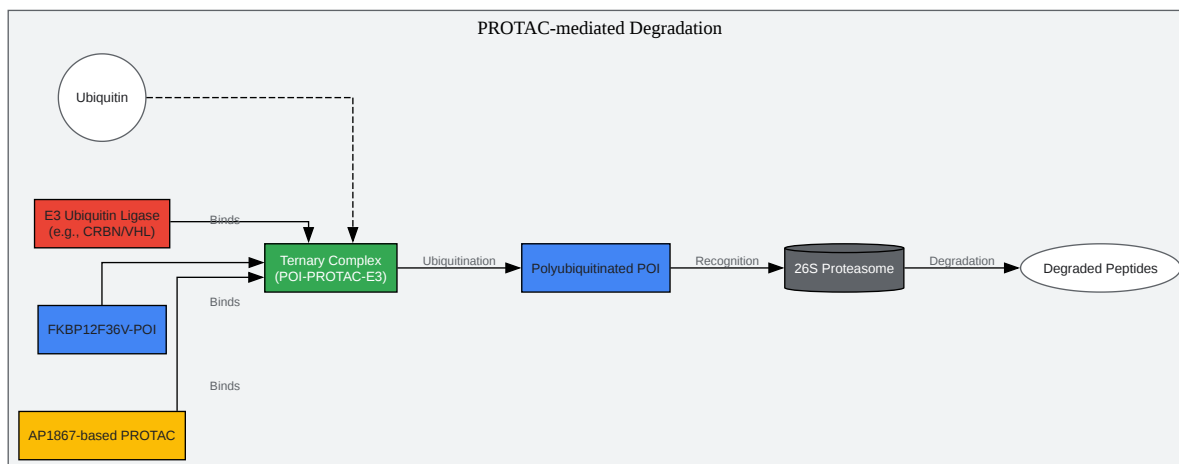 PROTAC-mediated Degradation
Ubiquitin
E3 Ubiquitin Ligase
(e.g., CRBN/VHL)
Binds
Ternary Complex
(POI-PROTAC-E3)
Ubiquitination
Polyubiquitinated POI
Recognition
26S Proteasome
Degradation
Degraded Peptides
Binds
FKBP12F36V-POI
Binds
AP1867-based PROTAC